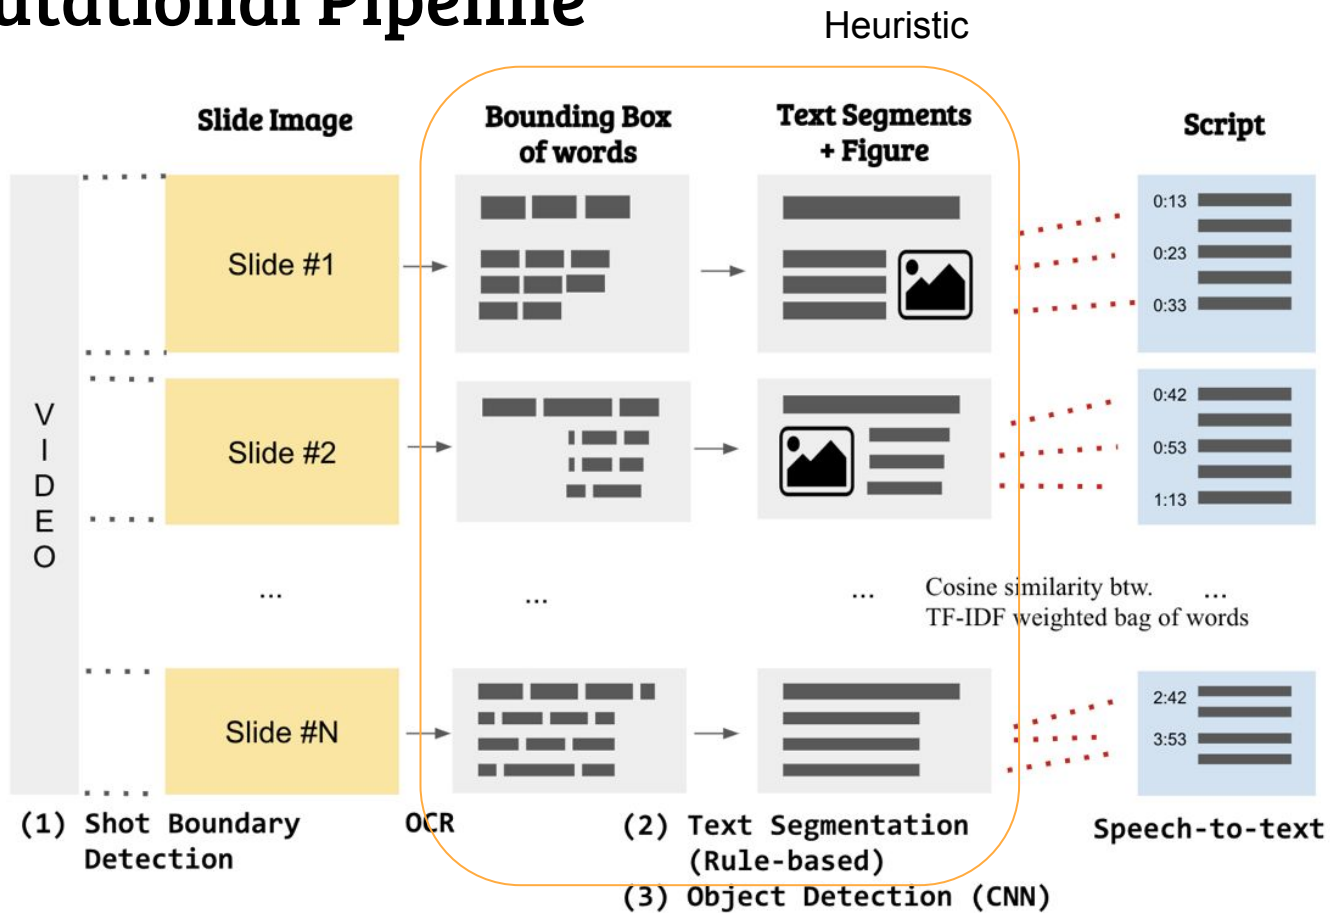 Pipeline
Heuristic
Slide Image
Bounding Box
of words
Text Segments
+ Figure
Script
VIDEO
Slide #1
0:13
0:23
0:33
Slide #2
0:42
0:53
1:13
...
...
...
Cosine similarity btw.
TF-IDF weighted bag of words
...
Slide #N
2:42
3:53
(1) Shot Boundary
Detection
OCR
(2) Text Segmentation
(Rule-based)
(3) Object Detection (CNN)
Speech-to-text